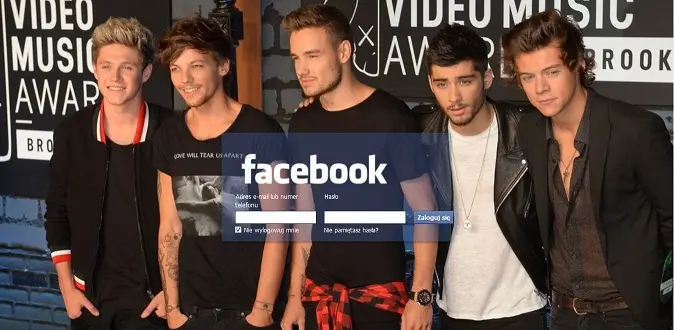 VIDEO
MUSIC
AWAR
BROO
VIDEO MUSIC
AWA
BROOK
LOVE WILL TEAR US APART
facebook
Adres e-mail lub numer telefonu
Hasło
Zaloguj się
Nie wylogowuj mnie
Nie pamiętasz hasła?